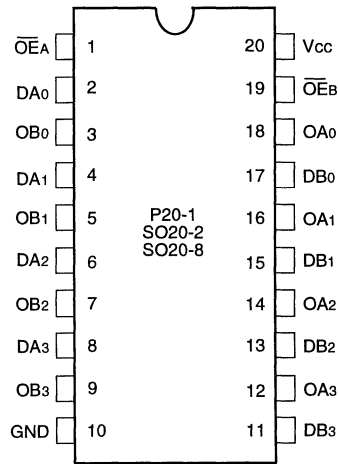 O̅E̅A 1 20 Vcc
DA0 2 19 O̅E̅B
OB0 3 18 OA0
DA1 4 17 DB0
OB1 5 16 OA1
DA2 6 15 DB1
OB2 7 14 OA2
DA3 8 13 DB2
OB3 9 12 OA3
GND 10 11 DB3
P20-1
SO20-2
SO20-8